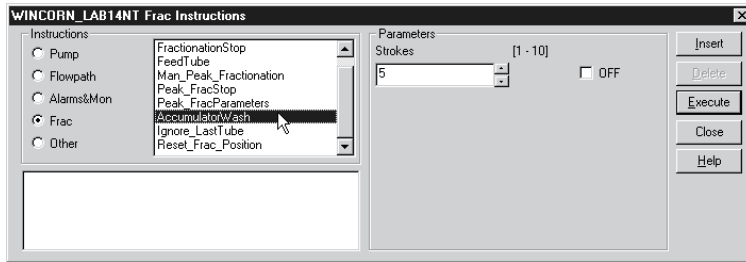 WINCORN_LAB14NT Frac Instructions
Instructions
Pump
Flowpath
Alarms&Mon
Frac
Other
FractionationStop
FeedTube
Man_Peak_Fractionation
Peak_FracStop
Peak_FracParameters
AccumulatorWash
Ignore_LastTube
Reset_Frac_Position
Parameters
Strokes [1 - 10]
5
OFF
Insert
Delete
Execute
Close
Help